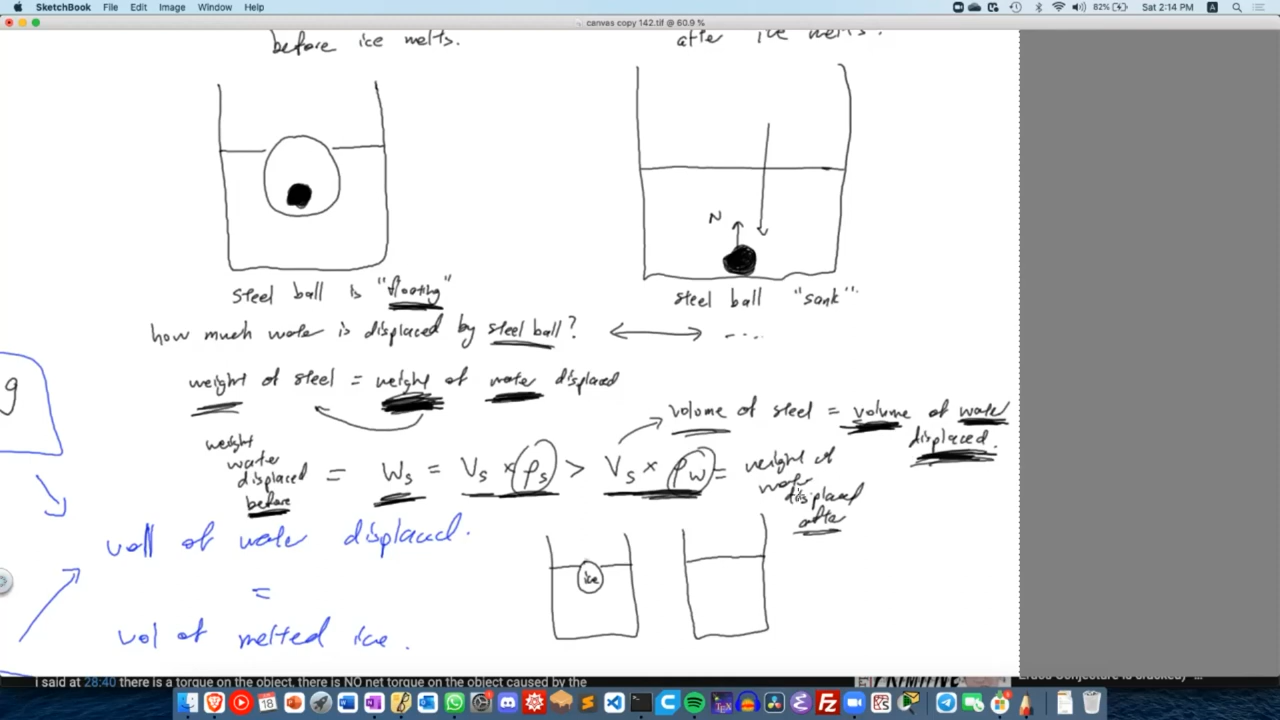 SketchBook File Edit Image Window Help
82% Sat 2:14 PM
canvas copy 142.tif @ 60.9 %
before ice melts.
after ice melts.
N
steel ball is "floating"
steel ball "sank".
how much water is displaced by steel ball? ....
g
weight of steel = weight of water displaced
volume of steel = volume of water
displaced.
weight
water
displaced
before
= Ws = Vs × ρs > Vs × ρw =
weight of
water
displaced
after
voll of water displaced.
=
vol of melted ice.
ice
I said at 28:40 there is a torque on the object, there is NO net torque on the object caused by the